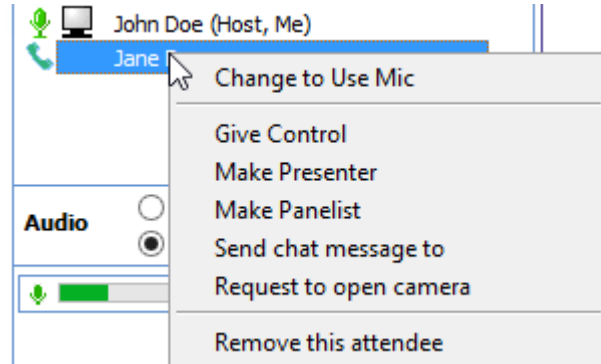 John Doe (Host, Me)
Jane
Change to Use Mic
Give Control
Make Presenter
Make Panelist
Audio
Send chat message to
Request to open camera
Remove this attendee